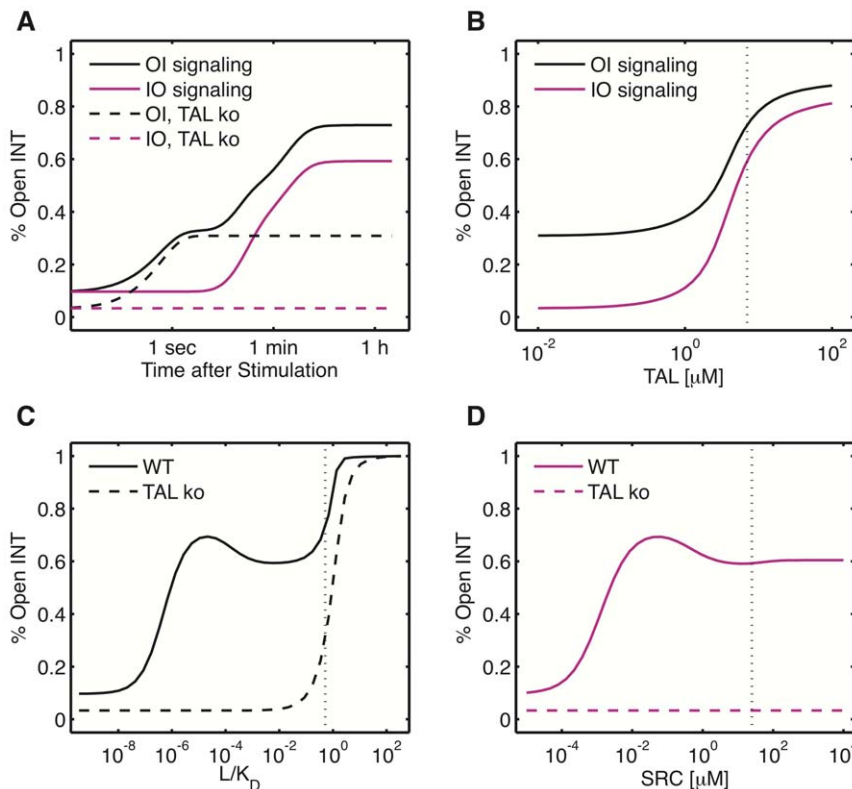 A
% Open INT
1
0.8
0.6
0.4
0.2
0
OI signaling
IO signaling
OI, TAL ko
IO, TAL ko
1 sec 1 min 1 h
Time after Stimulation
B
% Open INT
1
0.8
0.6
0.4
0.2
0
OI signaling
IO signaling
10^-2 10^0 10^2
TAL [μM]
C
% Open INT
1
0.8
0.6
0.4
0.2
0
WT
TAL ko
10^-8 10^-6 10^-4 10^-2 10^0 10^2
L/K_D
D
% Open INT
1
0.8
0.6
0.4
0.2
0
WT
TAL ko
10^-4 10^-2 10^0 10^2 10^4
SRC [μM]